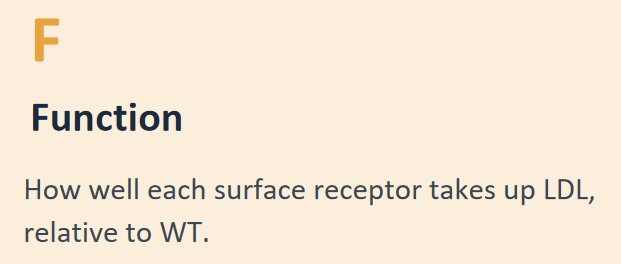 F
Function
How well each surface receptor takes up LDL,
relative to WT.